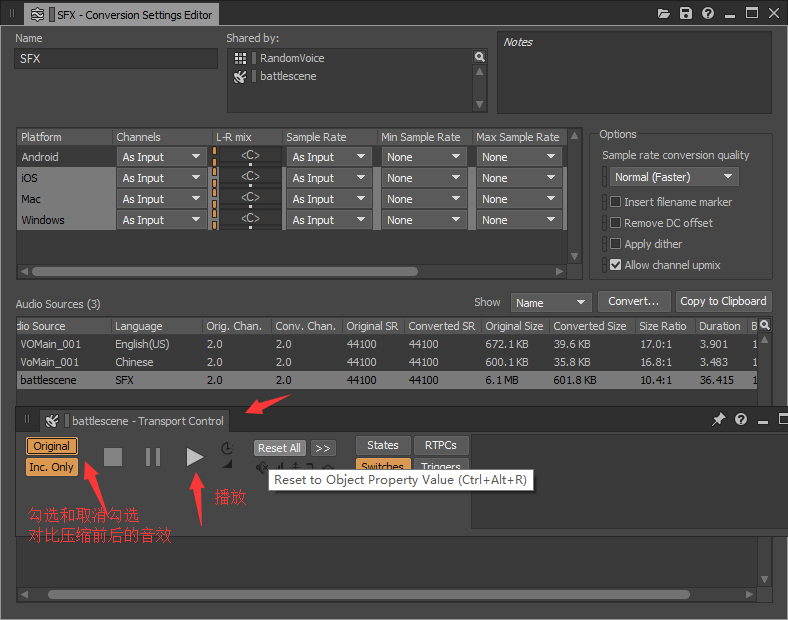 SFX - Conversion Settings Editor
Name
Shared by:
SFX
RandomVoice
battlescene
Notes
Platform Channels L-R mix Sample Rate Min Sample Rate Max Sample Rate
Android As Input <C> As Input None None
iOS As Input <C> As Input None None
Mac As Input <C> As Input None None
Windows As Input <C> As Input None None
Options
Sample rate conversion quality
Normal (Faster)
Insert filename marker
Remove DC offset
Apply dither
Allow channel upmix
Audio Sources (3) Show Name Convert... Copy to Clipboard
dio Source Language Orig. Chan. Conv. Chan. Original SR Converted SR Original Size Converted Size Size Ratio Duration B
VOMain_001 English(US) 2.0 2.0 44100 44100 672.1 KB 39.6 KB 17.0:1 3.901 1
VoMain_001 Chinese 2.0 2.0 44100 44100 600.1 KB 35.8 KB 16.8:1 3.483 1
battlescene SFX 2.0 2.0 44100 44100 6.1 MB 601.8 KB 10.4:1 36.415 1
battlescene - Transport Control
Original
Inc. Only
Reset All >> States RTPCs
Switches Triggers
Reset to Object Property Value (Ctrl+Alt+R)
播放
勾选和取消勾选
对比压缩前后的音效